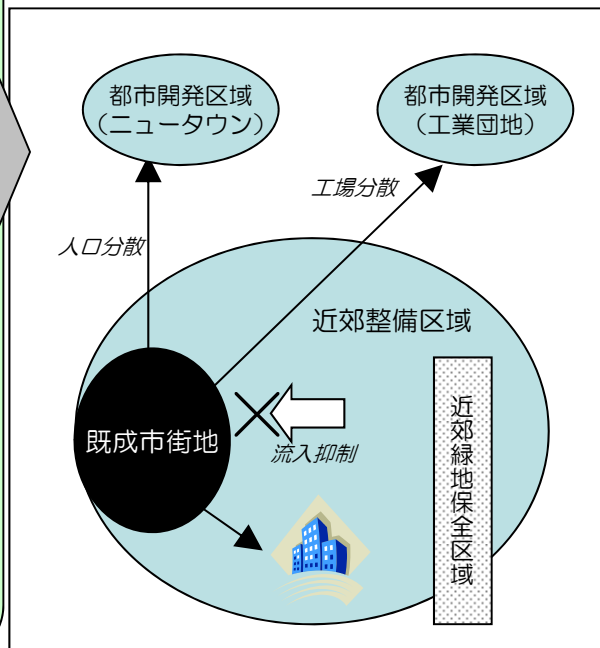 都市開発区域
（ニュータウン）
都市開発区域
（工業団地）
工場分散
人口分散
近郊整備区域
既成市街地
流入抑制
近郊緑地保全区域